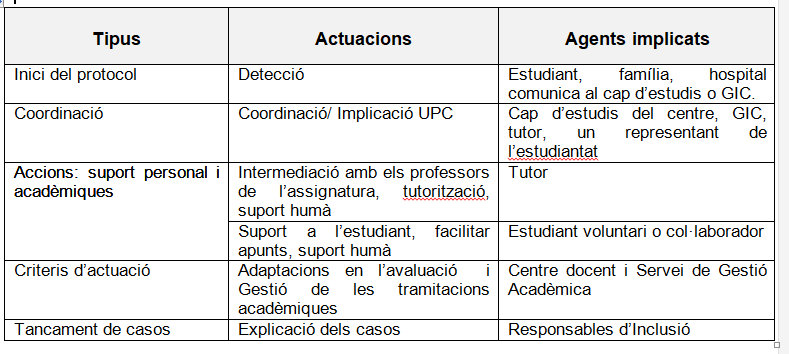 Tipus
Actuacions
Agents implicats
Inici del protocol
Detecció
Estudiant, família, hospital
comunica al cap d’estudis o GIC.
Coordinació
Coordinació/ Implicació UPC
Cap d’estudis del centre, GIC,
tutor, un representant de
l’estudiantat
Accions: suport personal i
acadèmiques
Intermediació amb els professors
de l’assignatura, tutorització,
suport humà
Tutor
Suport a l’estudiant, facilitar
apunts, suport humà
Estudiant voluntari o col·laborador
Criteris d’actuació
Adaptacions en l’avaluació i
Gestió de les tramitacions
acadèmiques
Centre docent i Servei de Gestió
Acadèmica
Tancament de casos
Explicació dels casos
Responsables d’Inclusió